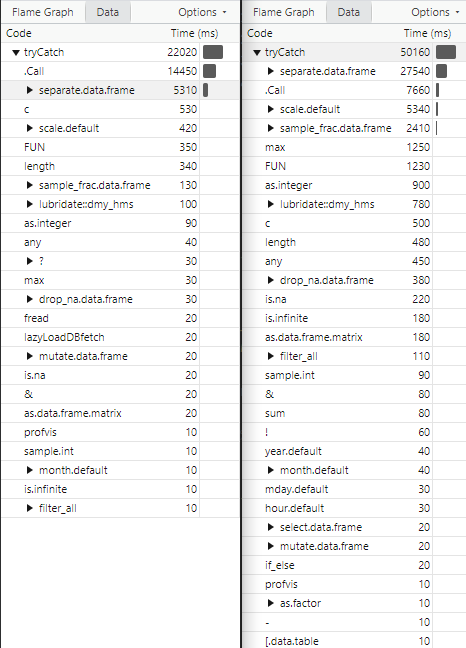 Flame Graph Data Options
Code Time (ms)
tryCatch 22020
.Call 14450
separate.data.frame 5310
c 530
scale.default 420
FUN 350
length 340
sample_frac.data.frame 130
lubridate::dmy_hms 100
as.integer 90
any 40
? 30
max 30
drop_na.data.frame 30
fread 20
lazyLoadDBfetch 20
mutate.data.frame 20
is.na 20
& 20
as.data.frame.matrix 20
profvis 10
sample.int 10
month.default 10
is.infinite 10
filter_all 10
Flame Graph Data Options
Code Time (ms)
tryCatch 50160
separate.data.frame 27540
.Call 7660
scale.default 5340
sample_frac.data.frame 2410
max 1250
FUN 1230
as.integer 900
lubridate::dmy_hms 780
c 500
length 480
any 450
drop_na.data.frame 380
is.na 220
is.infinite 180
as.data.frame.matrix 180
filter_all 110
sample.int 90
& 80
sum 80
! 60
year.default 40
month.default 40
mday.default 30
hour.default 30
select.data.frame 20
mutate.data.frame 20
if_else 20
profvis 10
as.factor 10
- 10
[.data.table 10